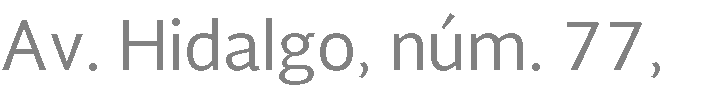 Av. Hidalgo, núm. 77,